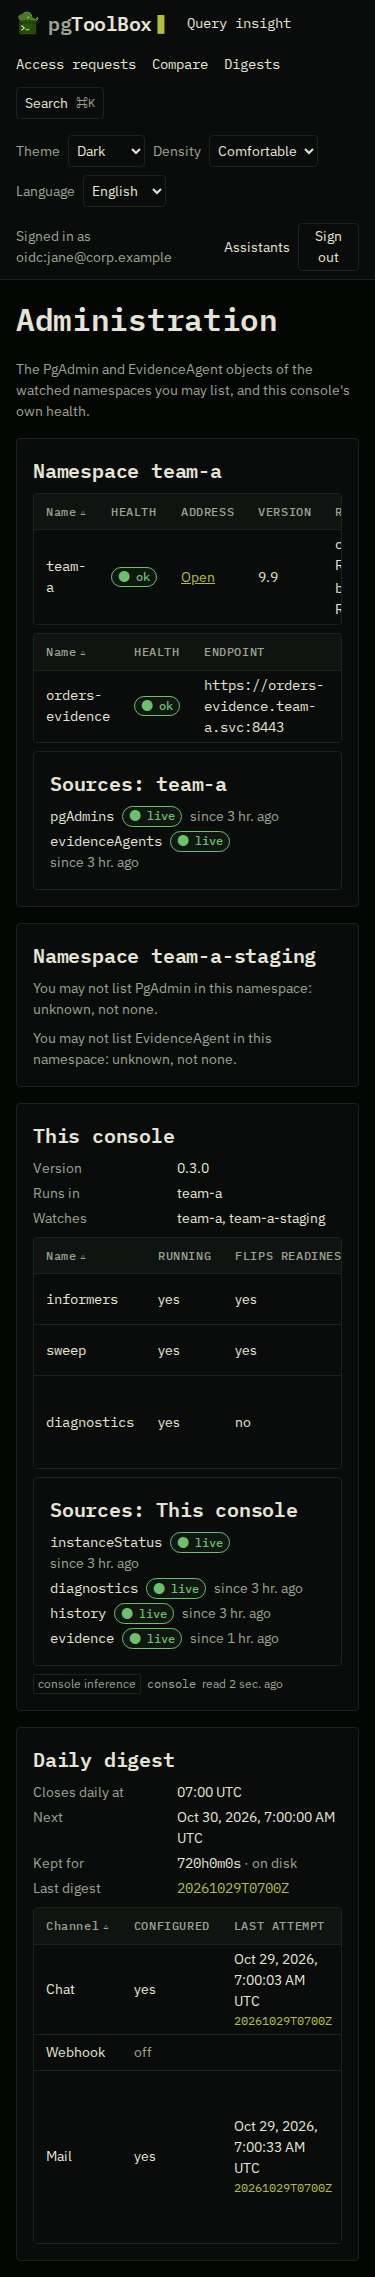 pgToolBox Query insight
Access requests Compare Digests
Search ⌘K
Theme Dark Density Comfortable
Language English
Signed in as
oidc:jane@corp.example
Assistants
Sign
out
Administration
The PgAdmin and EvidenceAgent objects of the
watched namespaces you may list, and this console's
own health.
Namespace team-a
Name HEALTH ADDRESS VERSION
team-
a
ok Open 9.9
Name HEALTH ENDPOINT
orders-
evidence
ok
https://orders-
evidence.team-
a.svc:8443
Sources: team-a
pgAdmins live since 3 hr. ago
evidenceAgents live
since 3 hr. ago
Namespace team-a-staging
You may not list PgAdmin in this namespace:
unknown, not none.
You may not list EvidenceAgent in this
namespace: unknown, not none.
This console
Version 0.3.0
Runs in team-a
Watches team-a, team-a-staging
Name RUNNING FLIPS READINES
informers yes yes
sweep yes yes
diagnostics yes no
Sources: This console
instanceStatus live
since 3 hr. ago
diagnostics live since 3 hr. ago
history live since 3 hr. ago
evidence live since 1 hr. ago
console inference console read 2 sec. ago
Daily digest
Closes daily at 07:00 UTC
Next Oct 30, 2026, 7:00:00 AM
UTC
Kept for 720h0m0s · on disk
Last digest 20261029T0700Z
Channel CONFIGURED LAST ATTEMPT
Chat yes
Oct 29, 2026,
7:00:03 AM
UTC
20261029T0700Z
Webhook off
Mail yes
Oct 29, 2026,
7:00:33 AM
UTC
20261029T0700Z